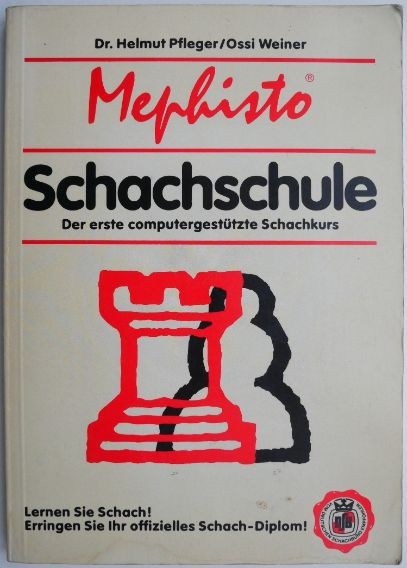 Dr. Helmut Pfleger/Ossi Weiner
Mephisto®
Schachschule
Der erste computergestützte Schachkurs
Lernen Sie Schach!
Erringen Sie Ihr offizielles Schach-Diplom!